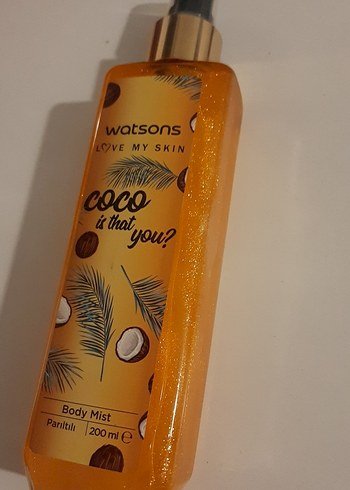 watsons
LOVE MY SKIN
coco
is that
you?
Body Mist
Parıltılı 200 ml ℮